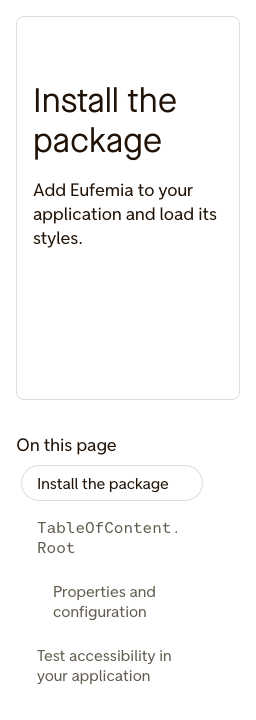 Install the
package
Add Eufemia to your
application and load its
styles.
On this page
Install the package
TableOfContent.
Root
Properties and
configuration
Test accessibility in
your application